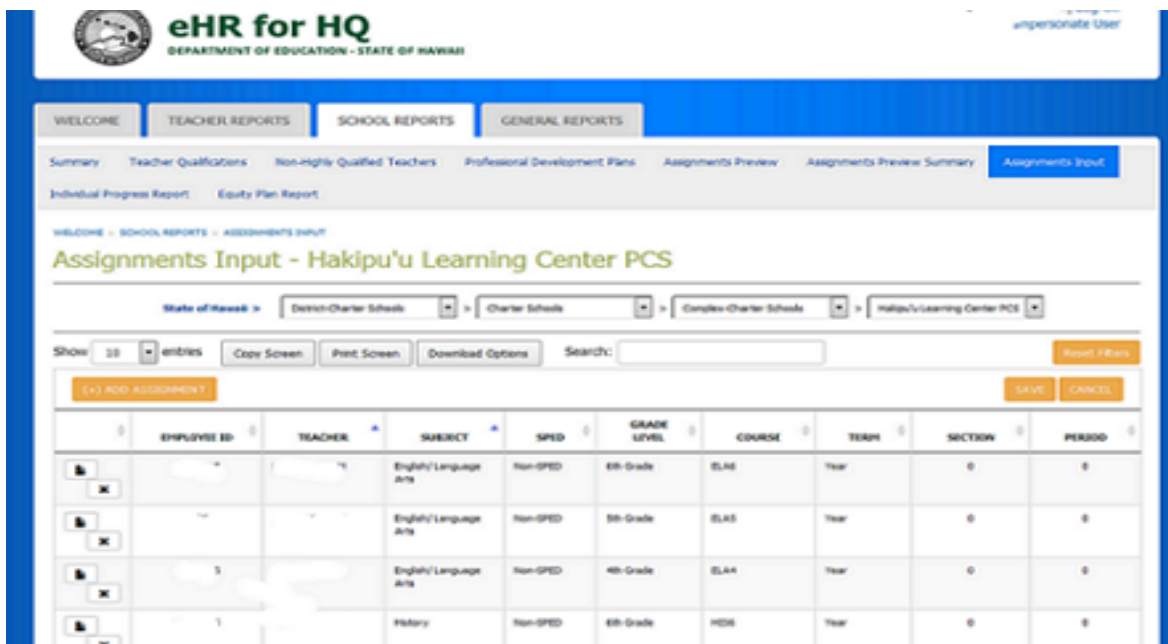 eHR for HQ
DEPARTMENT OF EDUCATION - STATE OF HAWAII
Impersonate User
WELCOME TEACHER REPORTS SCHOOL REPORTS GENERAL REPORTS
Summary Teacher Qualifications Non-Highly Qualified Teachers Professional Development Plans Assignments Preview Assignments Preview Summary Assignments Input
Individual Progress Report Equity Plan Report
WELCOME SCHOOL REPORTS ASSIGNMENTS INPUT
Assignments Input - Hakipu'u Learning Center PCS
State of Hawaii > District-Charter Schools > Charter Schools > Complex-Charter Schools > Hakipu'u Learning Center PCS
Show 10 entries Copy Screen Print Screen Download Options Search: Reset Filters
(+) ADD ASSIGNMENT SAVE CANCEL
EMPLOYEE ID TEACHER SUBJECT SPED GRADE LEVEL COURSE TERM SECTION PERIOD
English/Language Arts Non-SPED 6th Grade ELA6 Year 0 0
English/Language Arts Non-SPED 5th Grade ELA5 Year 0 0
English/Language Arts Non-SPED 4th Grade ELA4 Year 0 0
History Non-SPED 6th Grade HIS6 Year 0 0